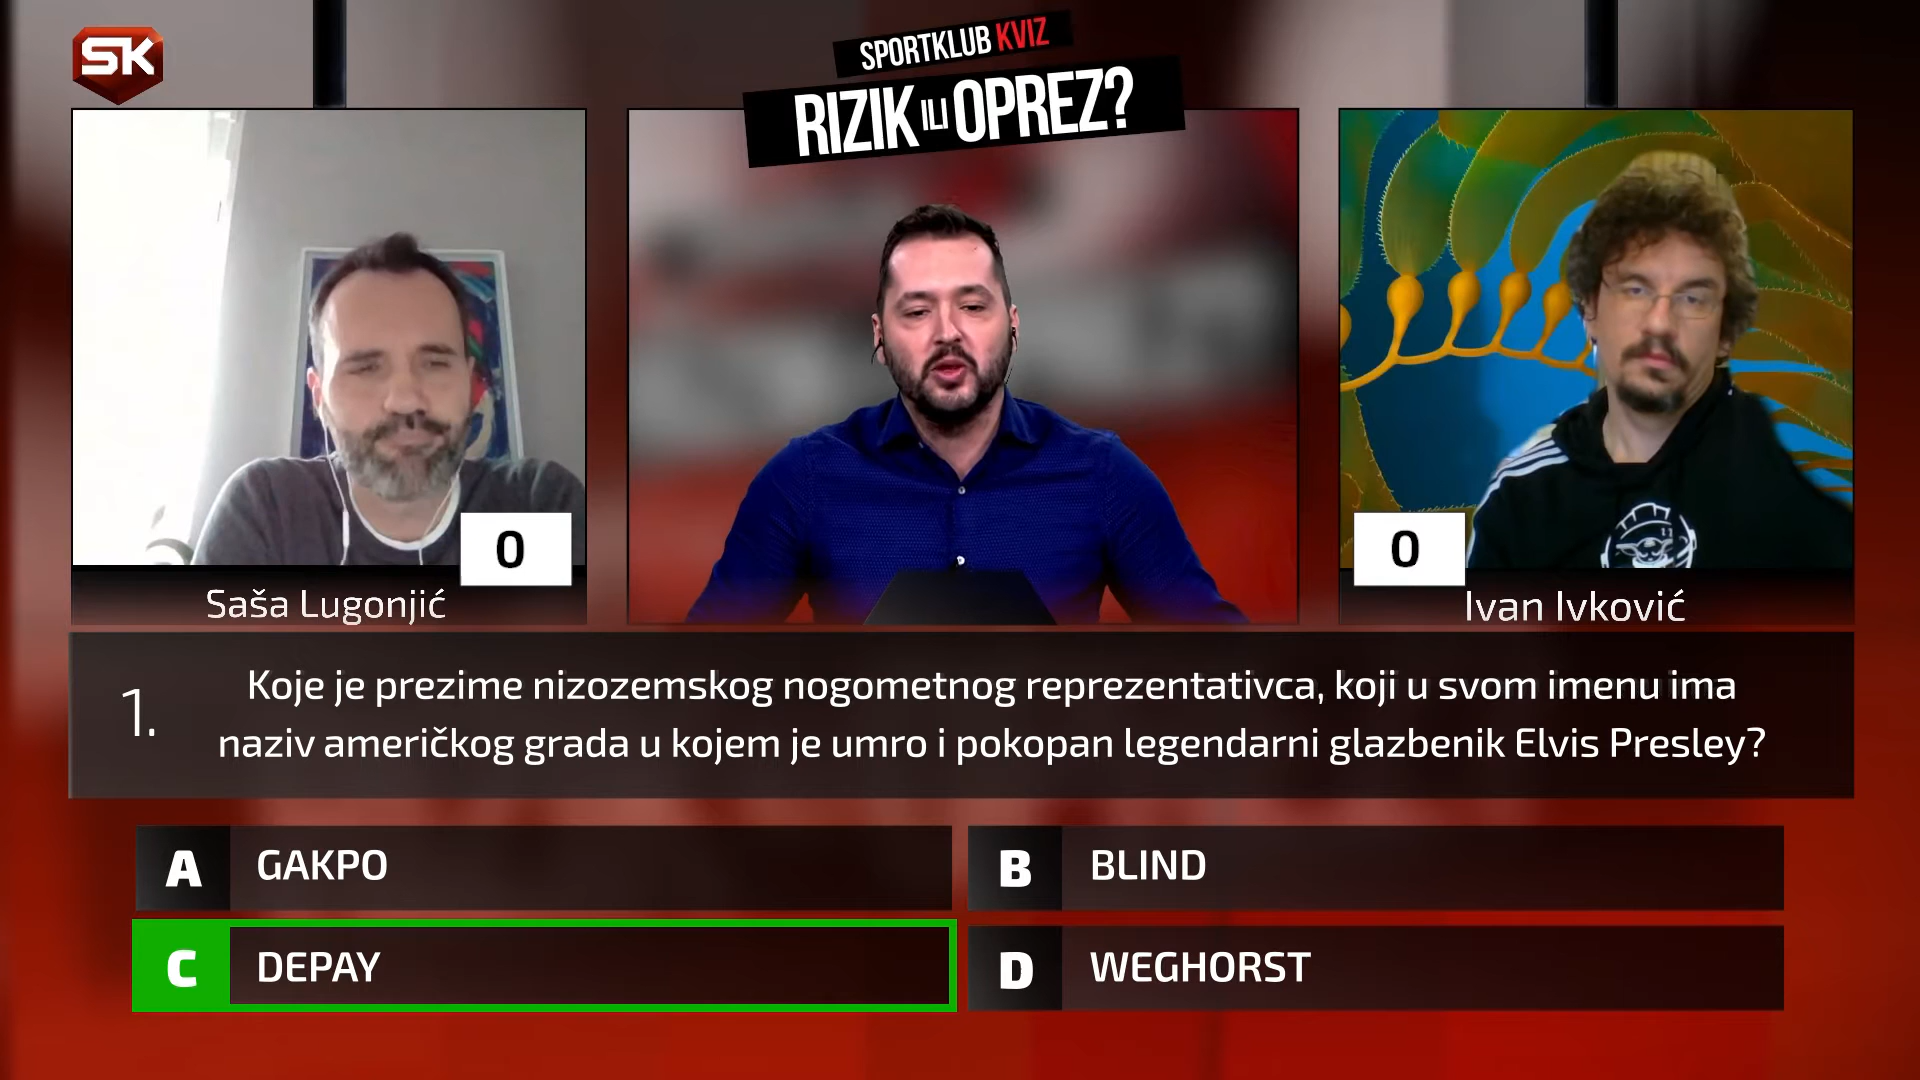 SK
SPORTKLUB KVIZ
RIZIK ILI OPREZ?
0
0
Saša Lugonjić
Ivan Ivković
1.
Koje je prezime nizozemskog nogometnog reprezentativca, koji u svom imenu ima
naziv američkog grada u kojem je umro i pokopan legendarni glazbenik Elvis Presley?
A GAKPO
B BLIND
C DEPAY
D WEGHORST